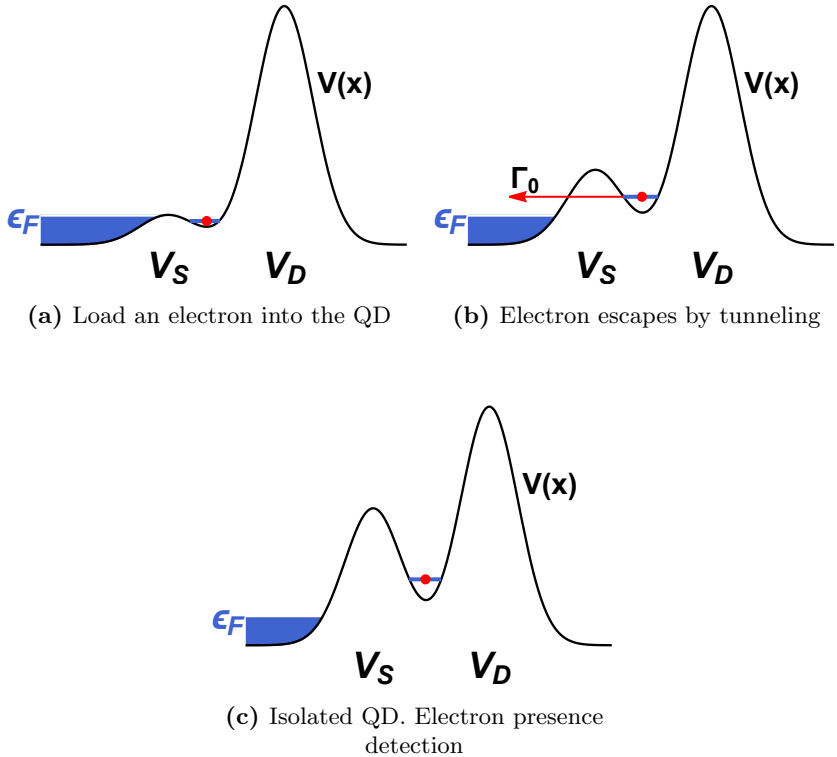 V(x)
ϵF
VS VD
(a) Load an electron into the QD
V(x)
Γ0
ϵF
VS VD
(b) Electron escapes by tunneling
V(x)
ϵF
VS VD
(c) Isolated QD. Electron presence
detection